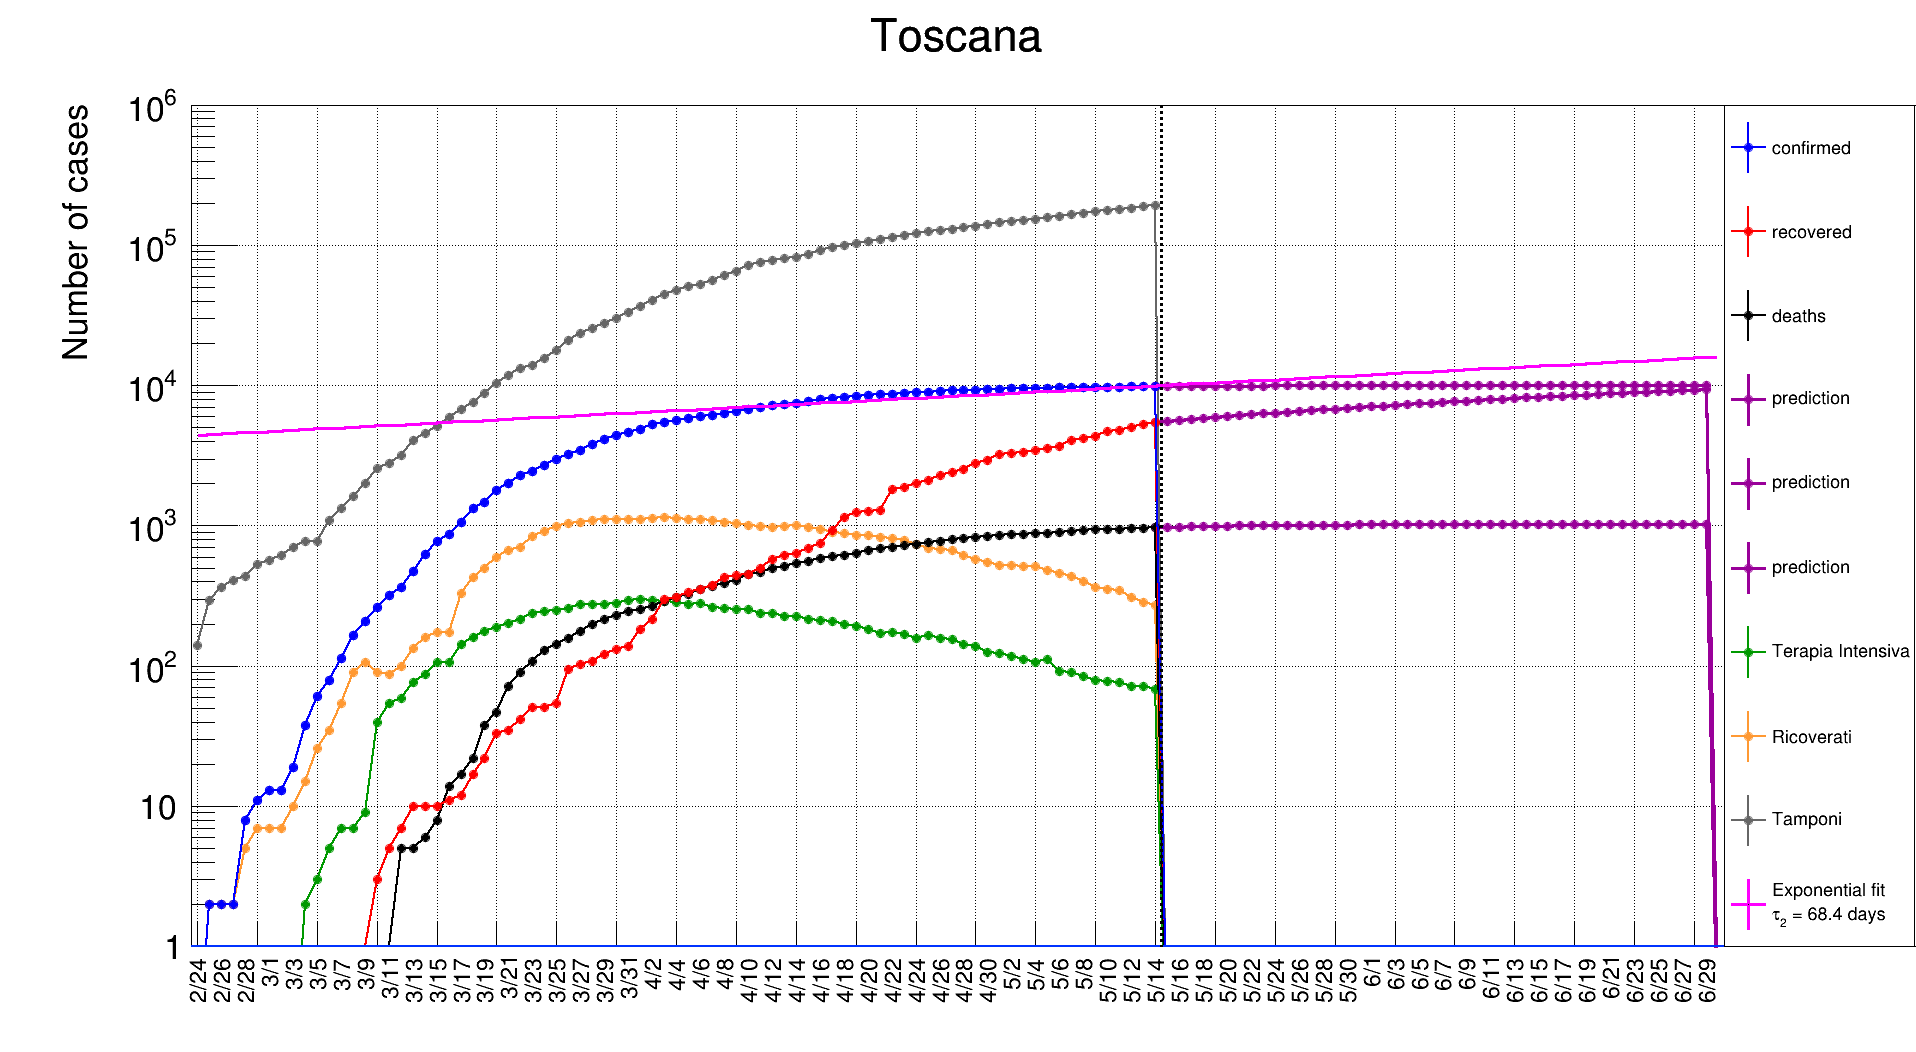 Toscana
Number of cases
10^6
10^5
10^4
10^3
10^2
10
1
2/24 2/26 2/28 3/1 3/3 3/5 3/7 3/9 3/11 3/13 3/15 3/17 3/19 3/21 3/23 3/25 3/27 3/29 3/31 4/2 4/4 4/6 4/8 4/10 4/12 4/14 4/16 4/18 4/20 4/22 4/24 4/26 4/28 4/30 5/2 5/4 5/6 5/8 5/10 5/12 5/14 5/16 5/18 5/20 5/22 5/24 5/26 5/28 5/30 6/1 6/3 6/5 6/7 6/9 6/11 6/13 6/15 6/17 6/19 6/21 6/23 6/25 6/27 6/29
confirmed
recovered
deaths
prediction
prediction
prediction
Terapia Intensiva
Ricoverati
Tamponi
Exponential fit
τ₂ = 68.4 days